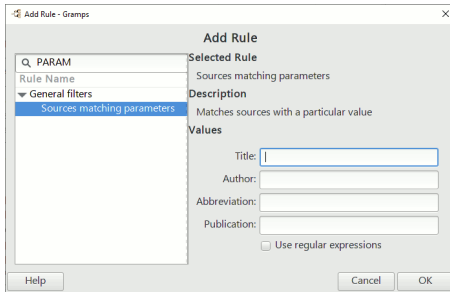 Add Rule - Gramps
Add Rule
PARAM
Rule Name
General filters
Sources matching parameters
Selected Rule
Sources matching parameters
Description
Matches sources with a particular value
Values
Title:
Author:
Abbreviation:
Publication:
Use regular expressions
Help
Cancel
OK